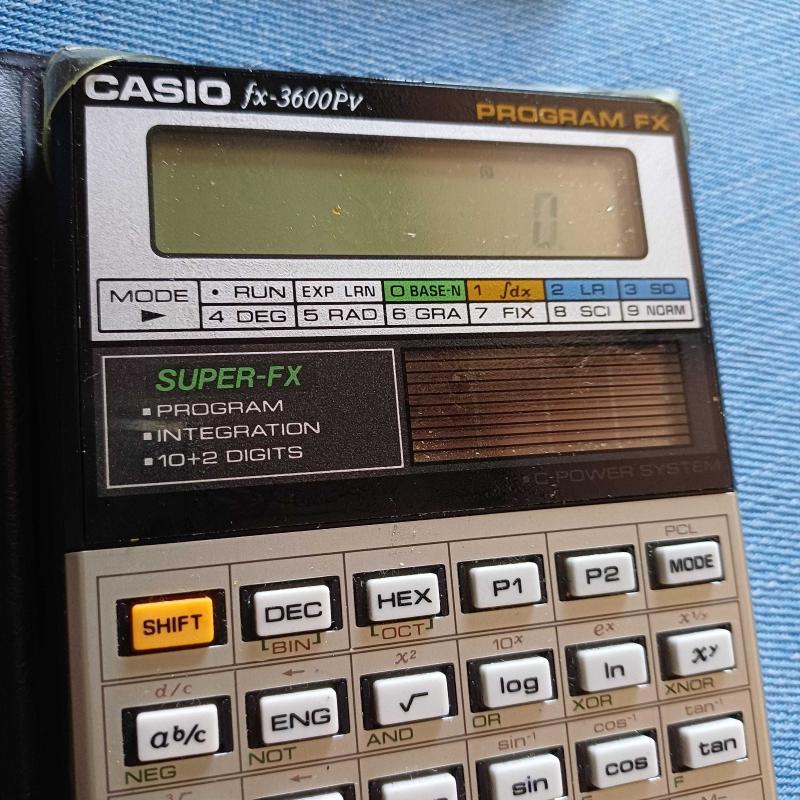 CASIO fx-3600Pv
PROGRAM FX
0.
MODE • RUN EXP LRN 0 BASE-N 1 ∫dx 2 LR 3 SD
► 4 DEG 5 RAD 6 GRA 7 FIX 8 SCI 9 NORM
SUPER-FX
▪ PROGRAM
▪ INTEGRATION
▪ 10+2 DIGITS
C-POWER SYSTEM
PCL
SHIFT DEC HEX P1 P2 MODE
BIN OCT
d/c ← x² 10ˣ eˣ x¹/ʸ
ab/c ENG √ log ln xʸ
NEG NOT AND OR XOR XNOR
← sin⁻¹ cos⁻¹ tan⁻¹
sin cos tan
F